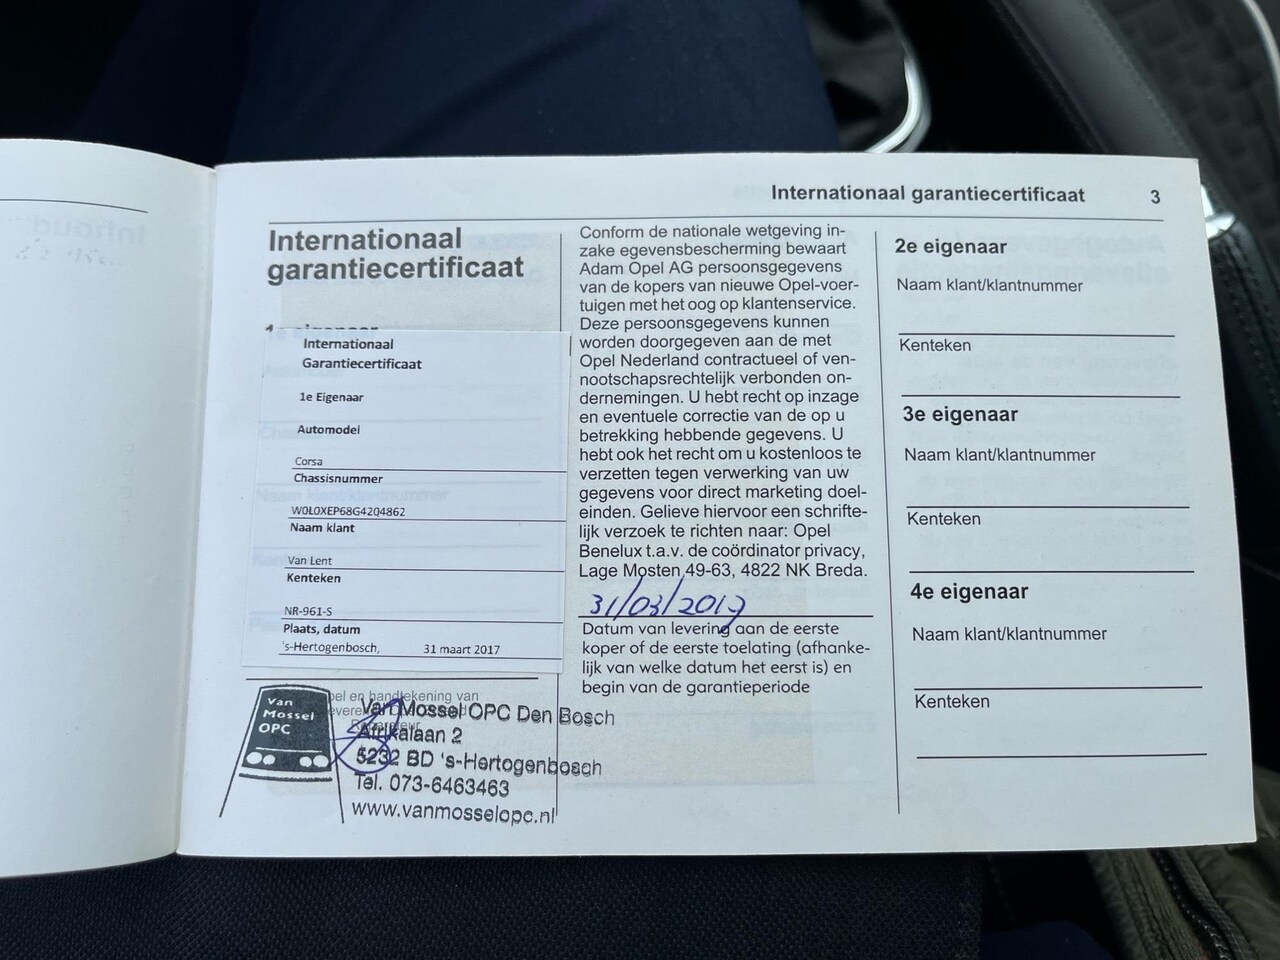 Internationaal garantiecertificaat 3
Internationaal
garantiecertificaat
1e eigenaar
Internationaal
Garantiecertificaat
1e Eigenaar
Automodel
Corsa
Chassisnummer
W0L0XEP68G4204862
Naam klant
Van Lent
Kenteken
NR-961-S
Plaats, datum
's-Hertogenbosch, 31 maart 2017
en handtekening van
Van
Mossel
OPC
Van Mossel OPC Den Bosch
Afrikalaan 2
5232 BD 's-Hertogenbosch
Tel. 073-6463463
www.vanmosselopc.nl
Conform de nationale wetgeving in-
zake egevensbescherming bewaart
Adam Opel AG persoonsgegevens
van de kopers van nieuwe Opel-voer-
tuigen met het oog op klantenservice.
Deze persoonsgegevens kunnen
worden doorgegeven aan de met
Opel Nederland contractueel of ven-
nootschapsrechtelijk verbonden on-
dernemingen. U hebt recht op inzage
en eventuele correctie van de op u
betrekking hebbende gegevens. U
hebt ook het recht om u kostenloos te
verzetten tegen verwerking van uw
gegevens voor direct marketing doel-
einden. Gelieve hiervoor een schrifte-
lijk verzoek te richten naar: Opel
Benelux t.a.v. de coördinator privacy,
Lage Mosten 49-63, 4822 NK Breda.
31/03/2017
Datum van levering aan de eerste
koper of de eerste toelating (afhanke-
lijk van welke datum het eerst is) en
begin van de garantieperiode
2e eigenaar
Naam klant/klantnummer
Kenteken
3e eigenaar
Naam klant/klantnummer
Kenteken
4e eigenaar
Naam klant/klantnummer
Kenteken